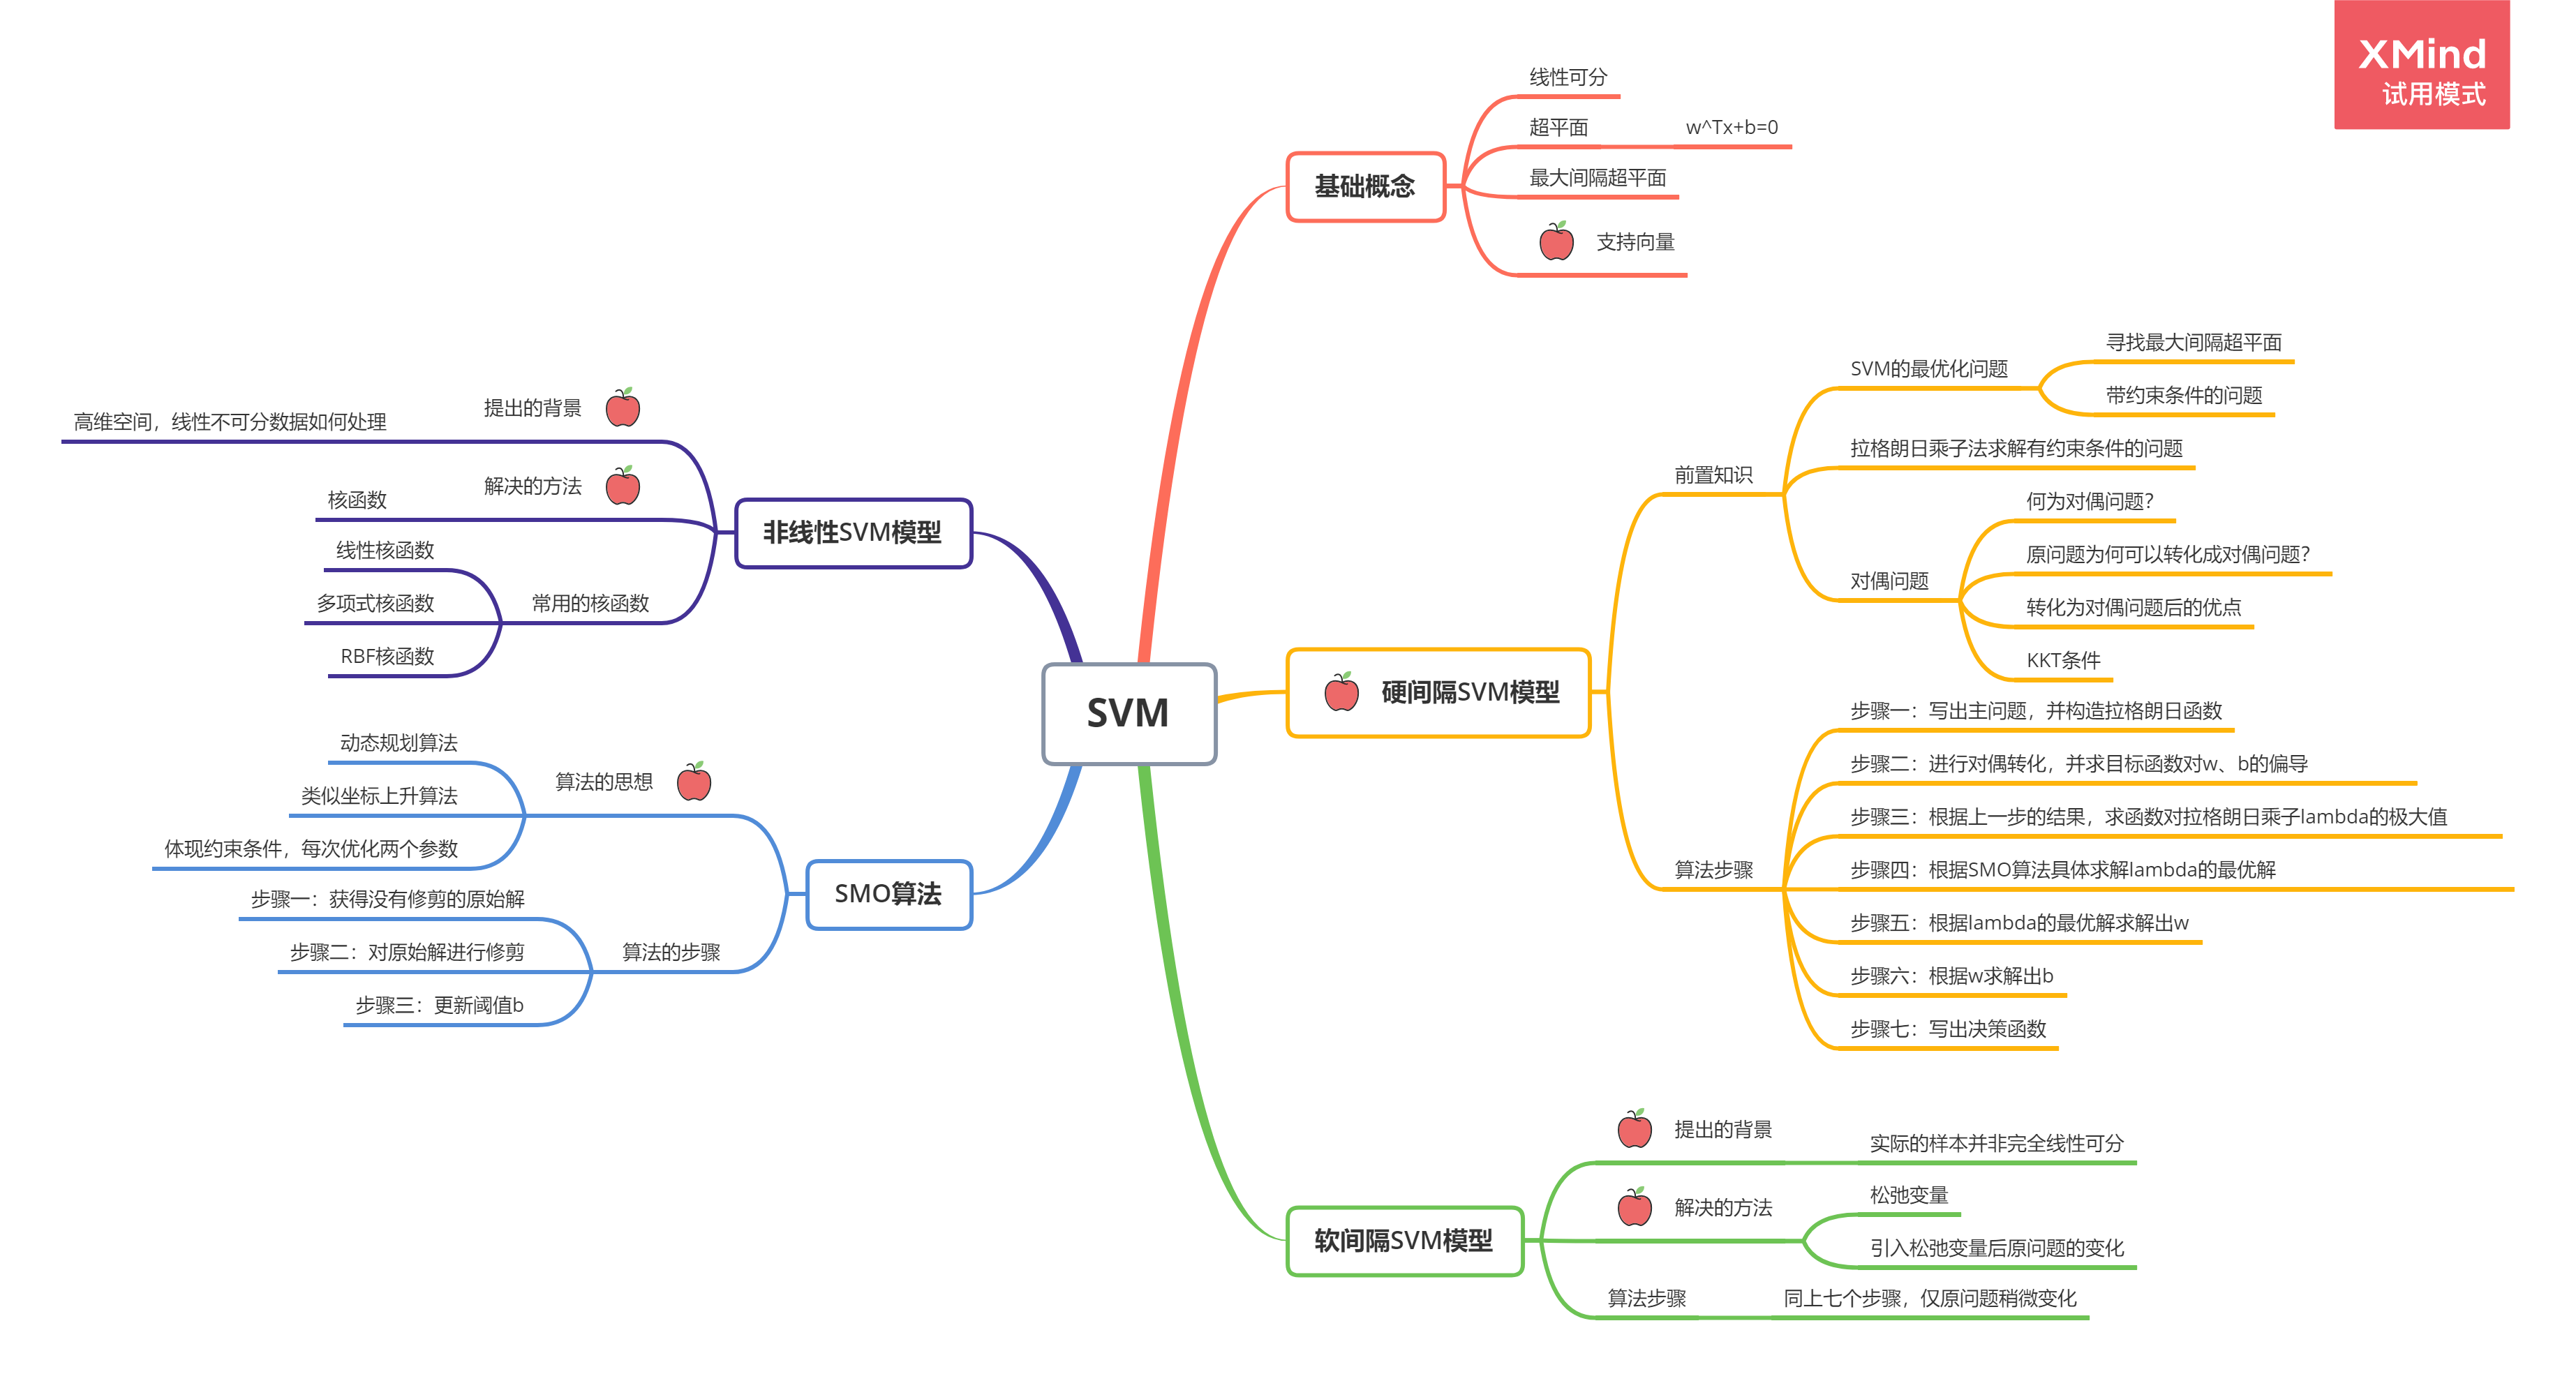 XMind
试用模式
SVM
基础概念
线性可分
超平面
w^Tx+b=0
最大间隔超平面
支持向量
硬间隔SVM模型
前置知识
SVM的最优化问题
寻找最大间隔超平面
带约束条件的问题
拉格朗日乘子法求解有约束条件的问题
对偶问题
何为对偶问题?
原问题为何可以转化成对偶问题?
转化为对偶问题后的优点
KKT条件
算法步骤
步骤一：写出主问题，并构造拉格朗日函数
步骤二：进行对偶转化，并求目标函数对w、b的偏导
步骤三：根据上一步的结果，求函数对拉格朗日乘子lambda的极大值
步骤四：根据SMO算法具体求解lambda的最优解
步骤五：根据lambda的最优解求解出w
步骤六：根据w求解出b
步骤七：写出决策函数
软间隔SVM模型
提出的背景
实际的样本并非完全线性可分
解决的方法
松弛变量
引入松弛变量后原问题的变化
算法步骤
同上七个步骤，仅原问题稍微变化
非线性SVM模型
提出的背景
高维空间，线性不可分数据如何处理
解决的方法
核函数
常用的核函数
线性核函数
多项式核函数
RBF核函数
SMO算法
算法的思想
动态规划算法
类似坐标上升算法
体现约束条件，每次优化两个参数
算法的步骤
步骤一：获得没有修剪的原始解
步骤二：对原始解进行修剪
步骤三：更新阈值b